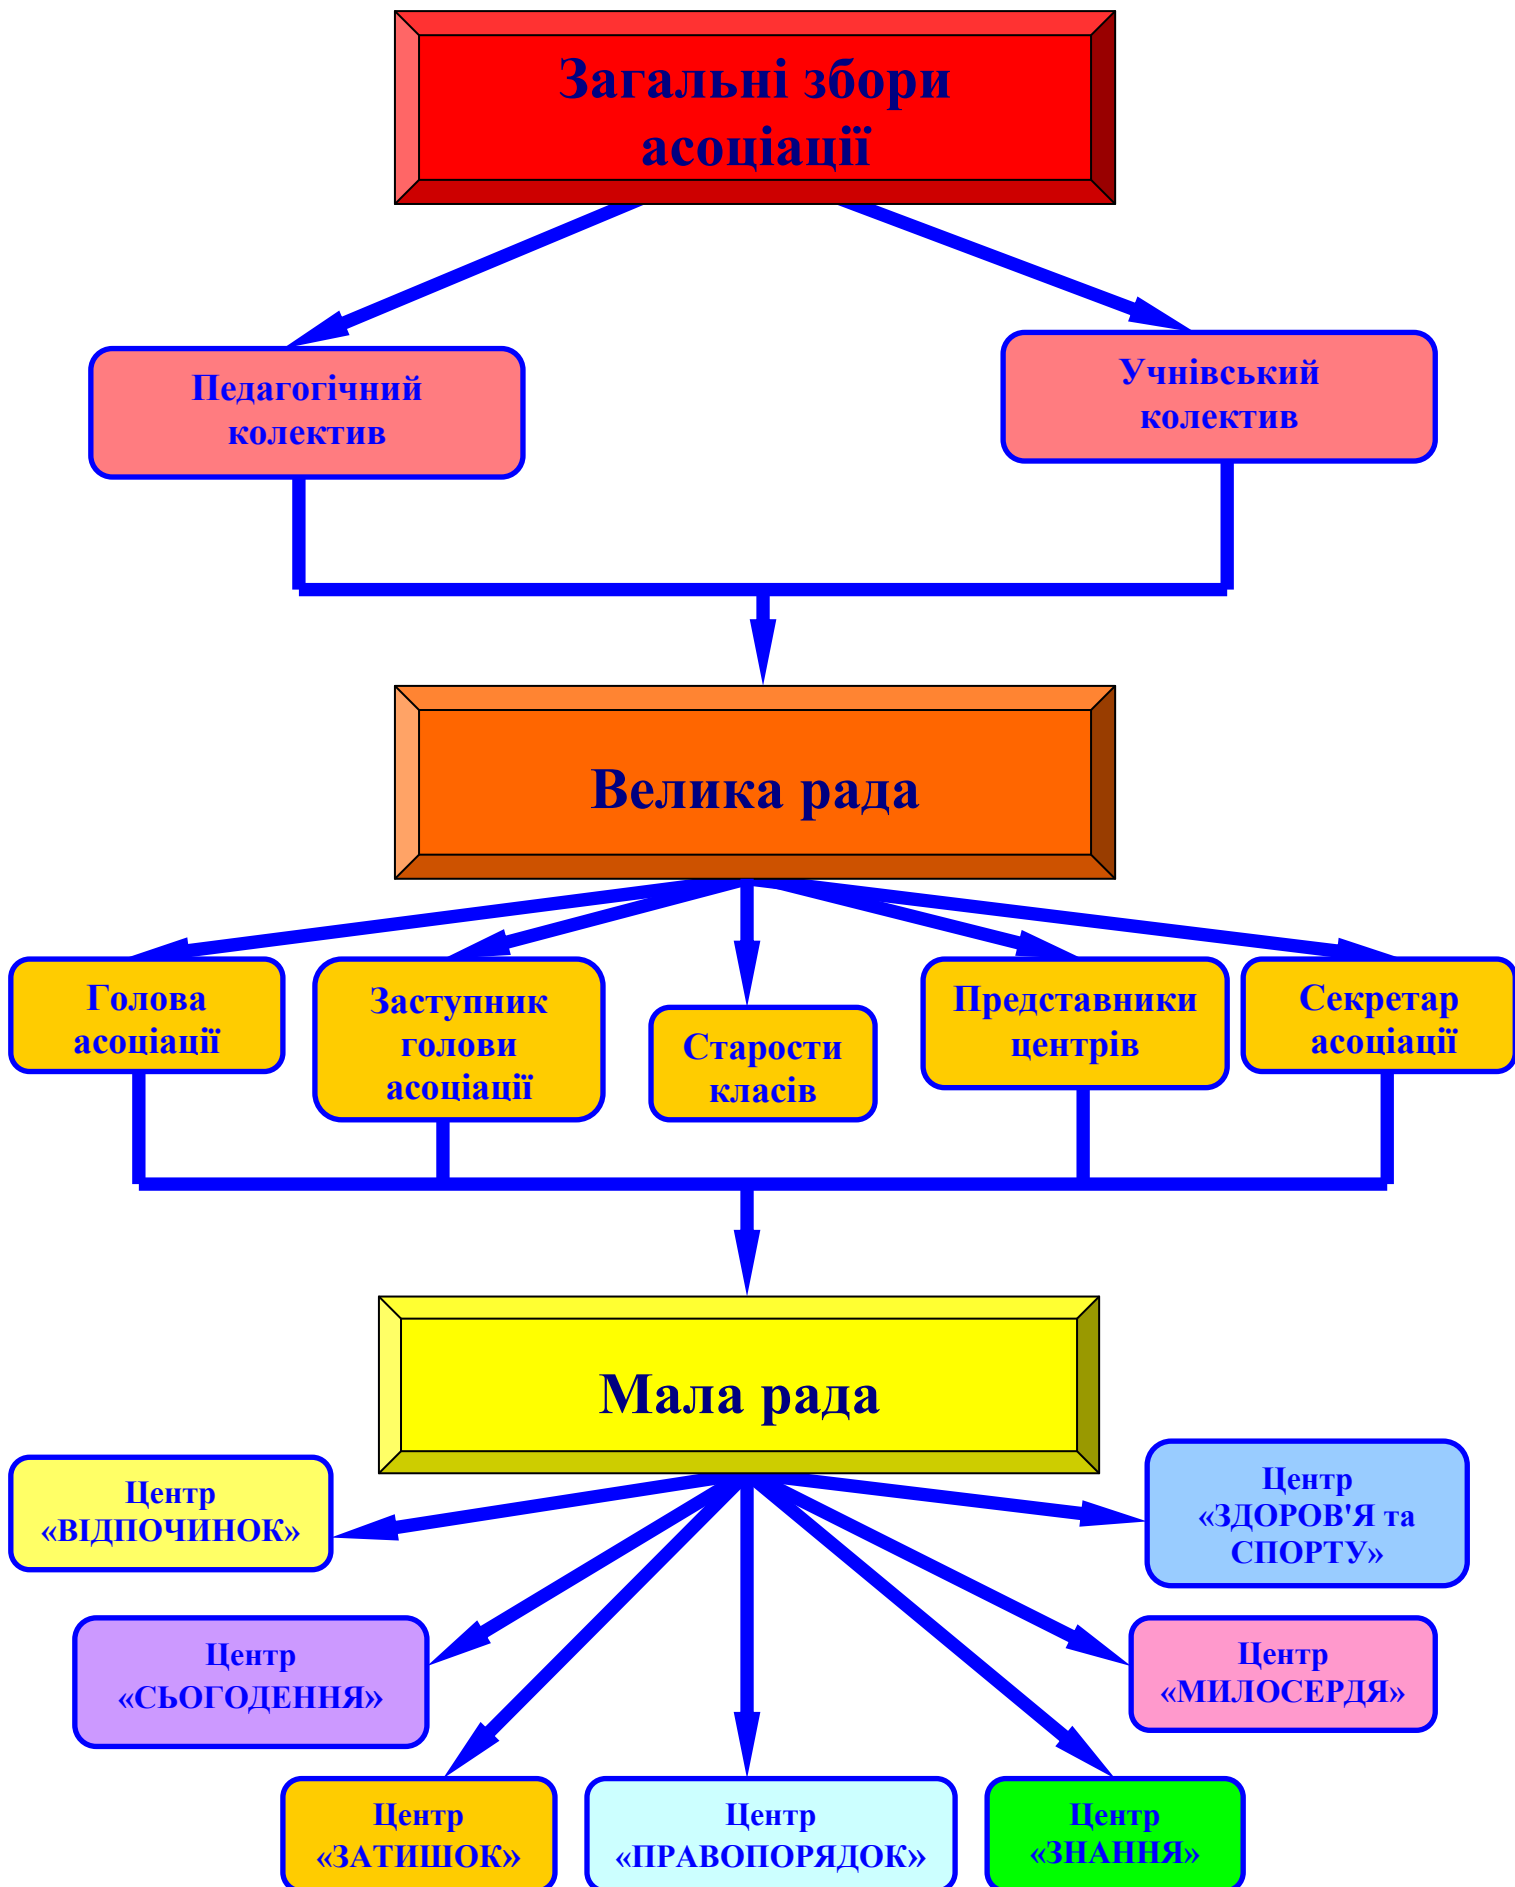 Загальні збори
асоціації
Педагогічний
колектив
Учнівський
колектив
Велика рада
Голова
асоціації
Заступник
голови
асоціації
Старости
класів
Представники
центрів
Секретар
асоціації
Мала рада
Центр
«ВІДПОЧИНОК»
Центр
«ЗДОРОВ'Я та
СПОРТУ»
Центр
«СЬОГОДЕННЯ»
Центр
«МИЛОСЕРДЯ»
Центр
«ЗАТИШОК»
Центр
«ПРАВОПОРЯДОК»
Центр
«ЗНАННЯ»